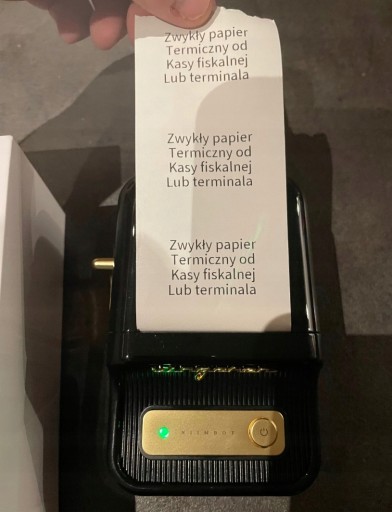 Zwykły papier
Termiczny od
Kasy fiskalnej
Lub terminala
Zwykły papier
Termiczny od
Kasy fiskalnej
Lub terminala
Zwykły papier
Termiczny od
Kasy fiskalnej
Lub terminala
NIIMBOT